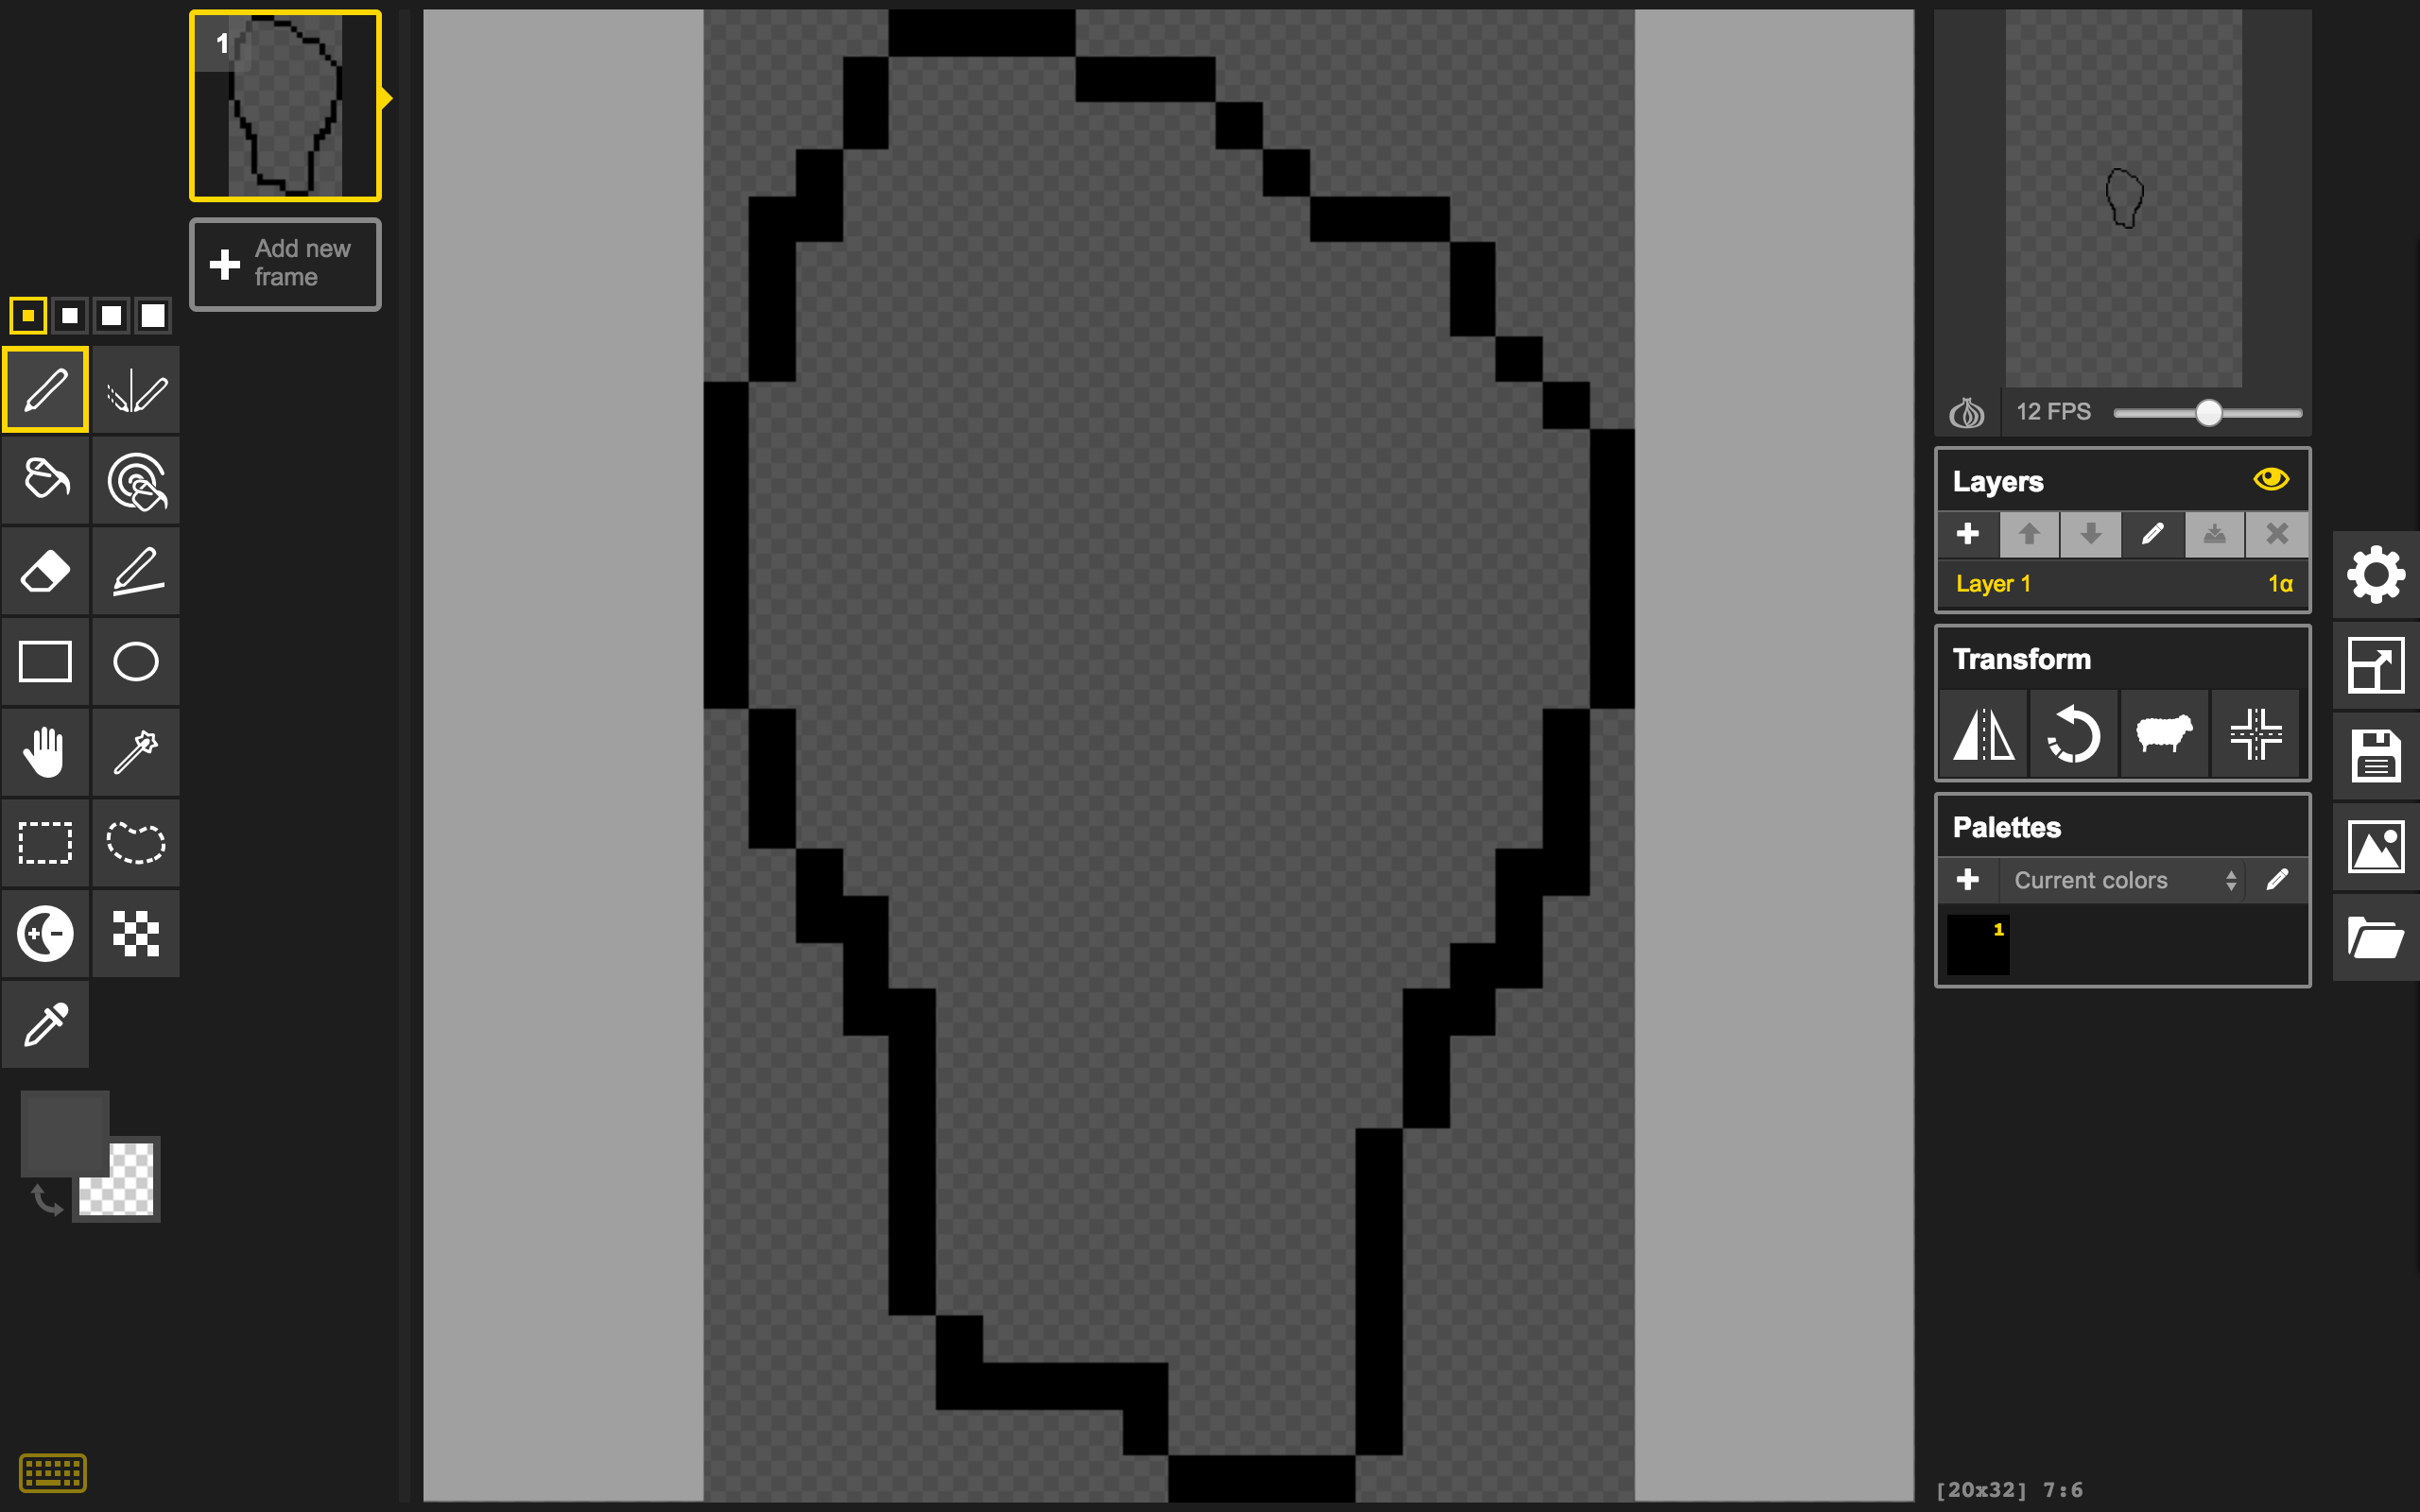 1
Add new
frame
12 FPS
Layers
Layer 1
1α
Transform
Palettes
Current colors
1
[20x32] 7:6